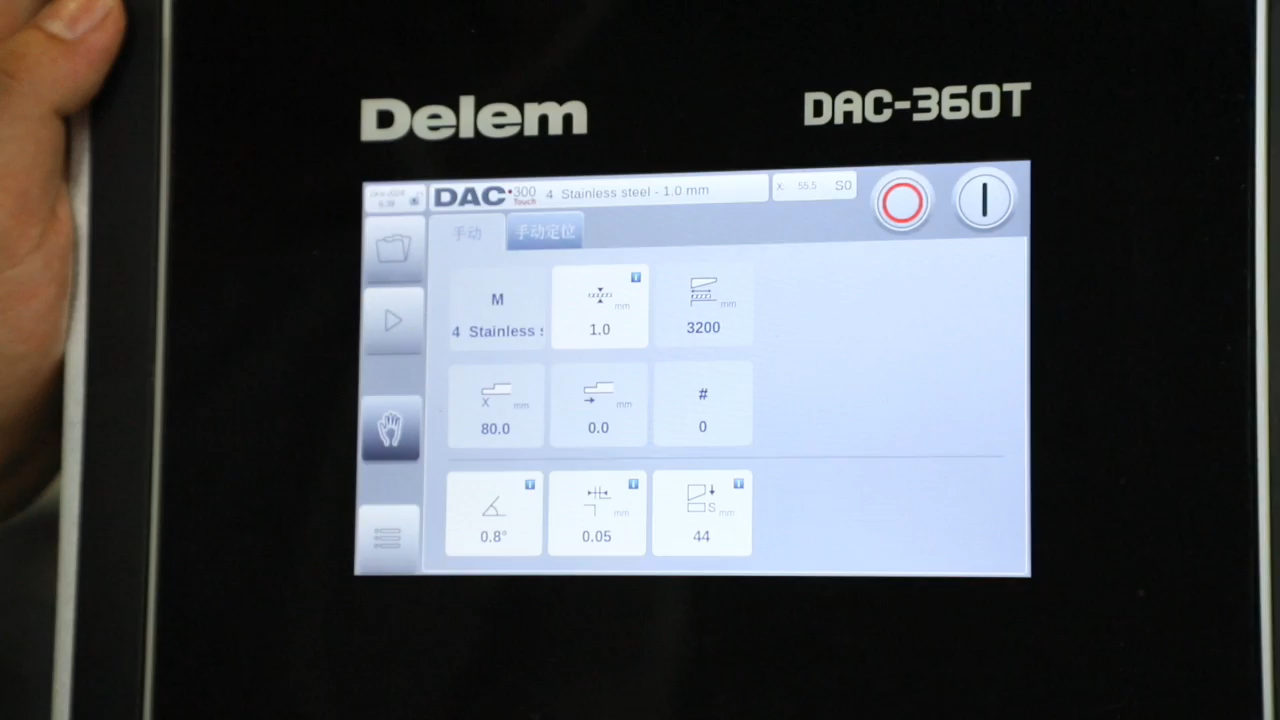 Delem
DAC-360T
DAC 300 Touch
4 Stainless steel - 1.0 mm
X: 55.5 S0
手动
手动定位
M
4 Stainless s
mm
1.0
mm
3200
X mm
80.0
mm
0.0
#
0
0.8°
mm
0.05
S mm
44